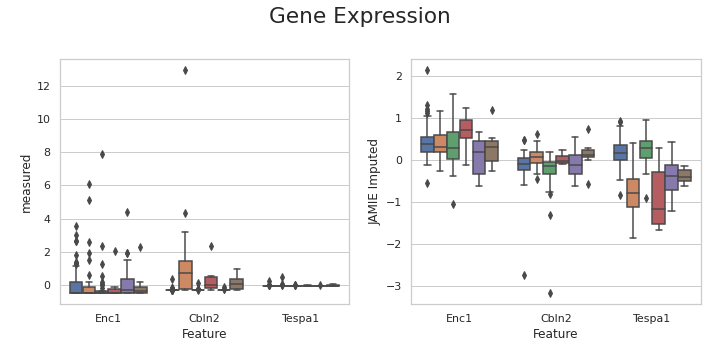 Gene Expression
measured
12
10
8
6
4
2
0
Enc1
Cbln2
Tespa1
Feature
JAMIE Imputed
2
1
0
−1
−2
−3
Enc1
Cbln2
Tespa1
Feature